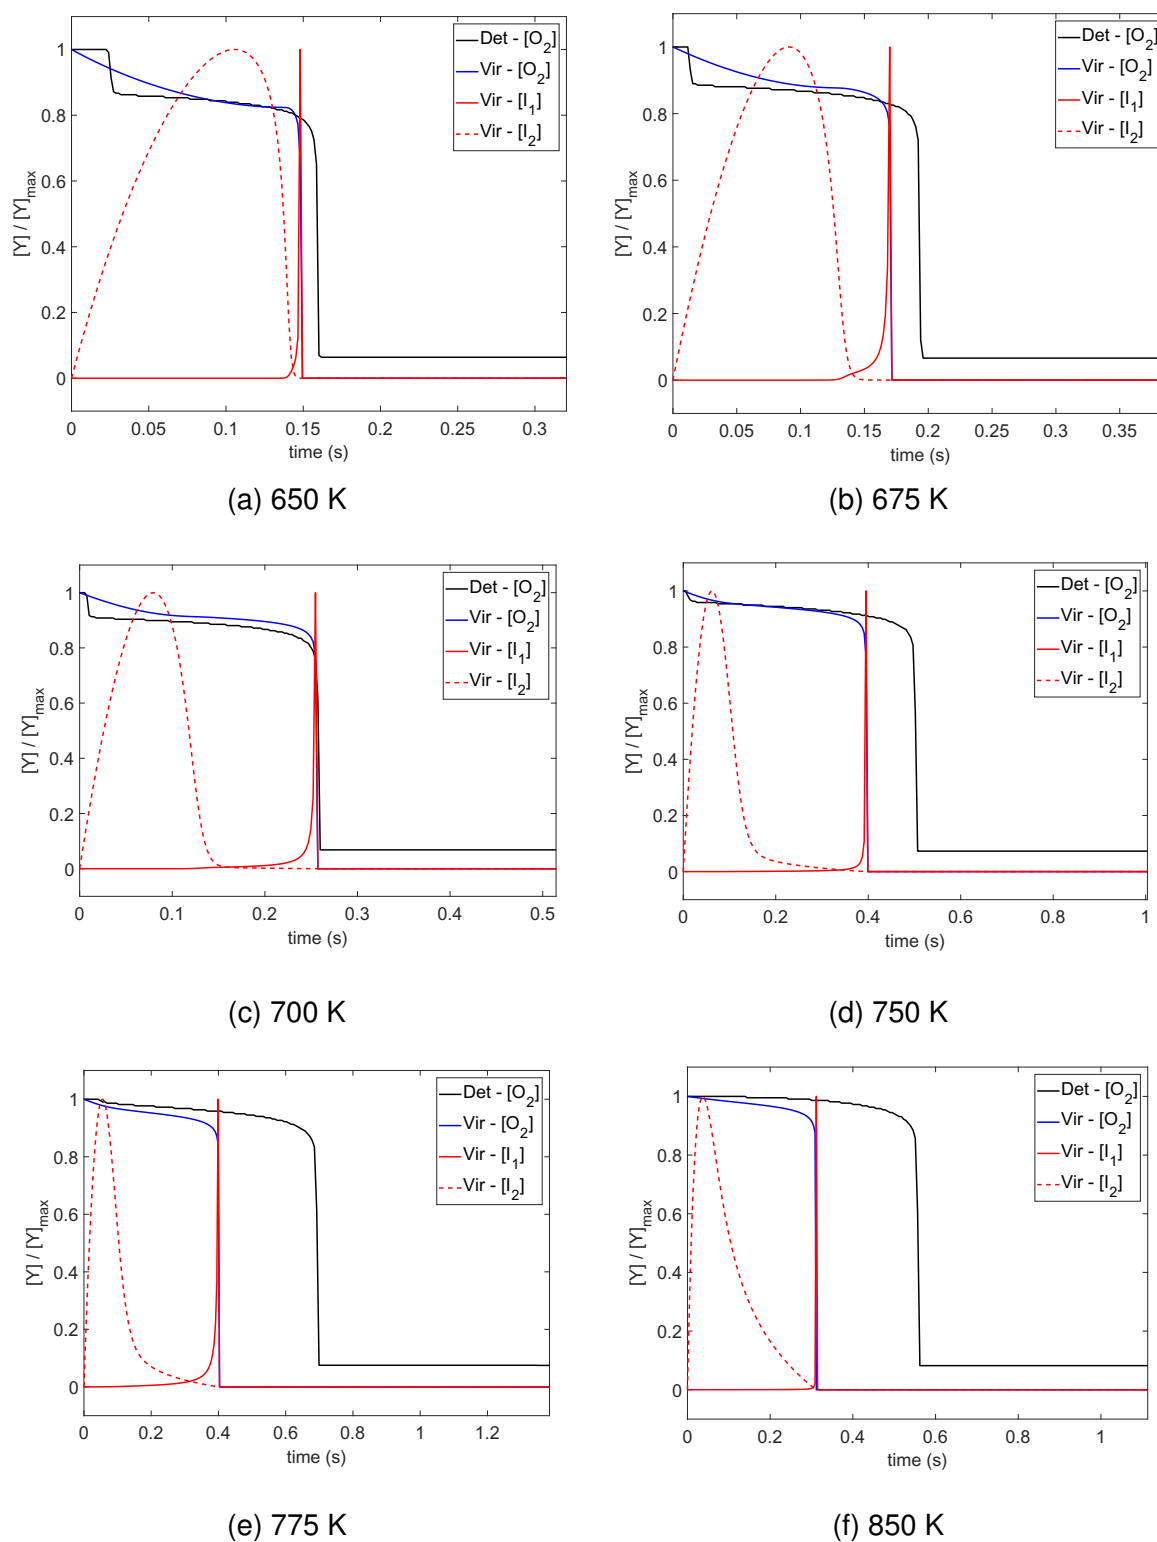 Det - [O2]
Vir - [O2]
Vir - [I1]
Vir - [I2]
[Y] / [Y]max
1
0.8
0.6
0.4
0.2
0
0 0.05 0.1 0.15 0.2 0.25 0.3
time (s)
(a) 650 K
Det - [O2]
Vir - [O2]
Vir - [I1]
Vir - [I2]
[Y] / [Y]max
1
0.8
0.6
0.4
0.2
0
0 0.05 0.1 0.15 0.2 0.25 0.3 0.35
time (s)
(b) 675 K
Det - [O2]
Vir - [O2]
Vir - [I1]
Vir - [I2]
[Y] / [Y]max
1
0.8
0.6
0.4
0.2
0
0 0.1 0.2 0.3 0.4 0.5
time (s)
(c) 700 K
Det - [O2]
Vir - [O2]
Vir - [I1]
Vir - [I2]
[Y] / [Y]max
1
0.8
0.6
0.4
0.2
0
0 0.2 0.4 0.6 0.8 1
time (s)
(d) 750 K
Det - [O2]
Vir - [O2]
Vir - [I1]
Vir - [I2]
[Y] / [Y]max
1
0.8
0.6
0.4
0.2
0
0 0.2 0.4 0.6 0.8 1 1.2
time (s)
(e) 775 K
Det - [O2]
Vir - [O2]
Vir - [I1]
Vir - [I2]
[Y] / [Y]max
1
0.8
0.6
0.4
0.2
0
0 0.2 0.4 0.6 0.8 1
time (s)
(f) 850 K